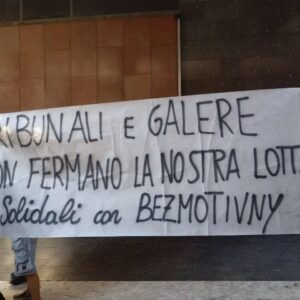 RIBUNALI E GALERE
ON FERMANO LA NOSTRA LOTT
Solidali con BEZMOTIVNY